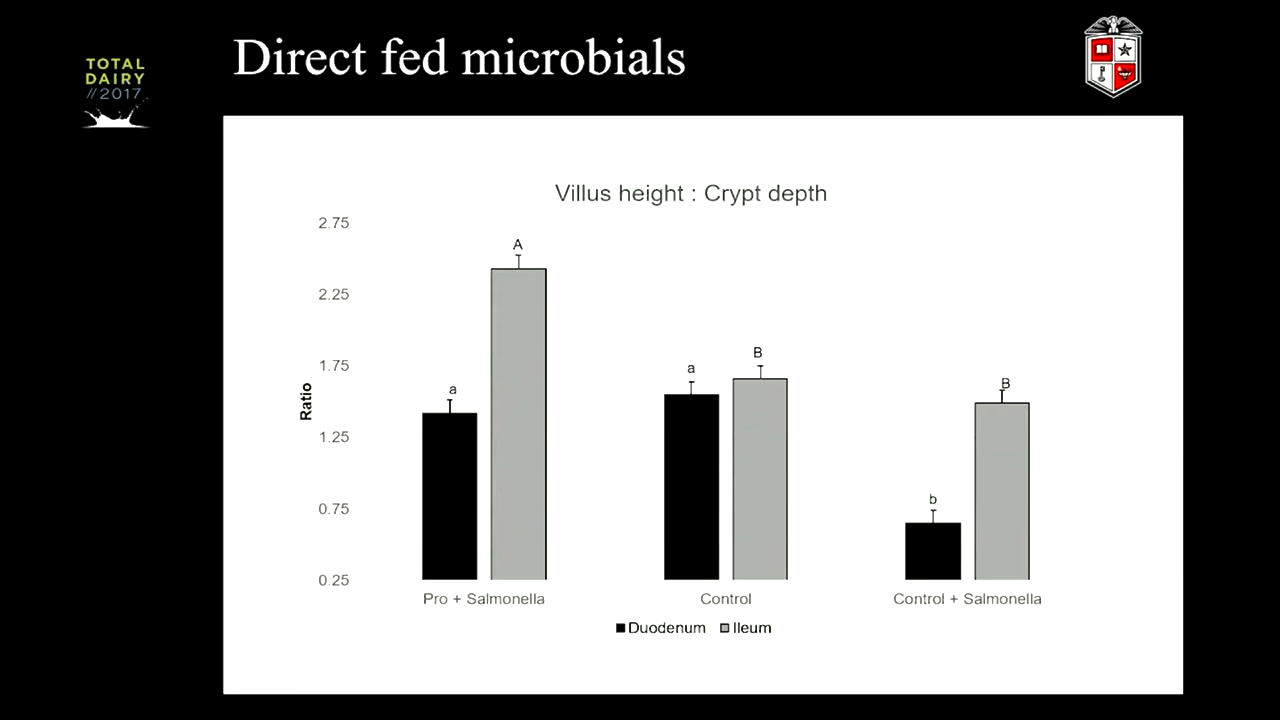 Direct fed microbials
TOTAL
DAIRY
//2017
Villus height : Crypt depth
2.75
2.25
1.75
1.25
0.75
0.25
Ratio
a
A
a
B
b
B
Pro + Salmonella
Control
Control + Salmonella
Duodenum Ileum